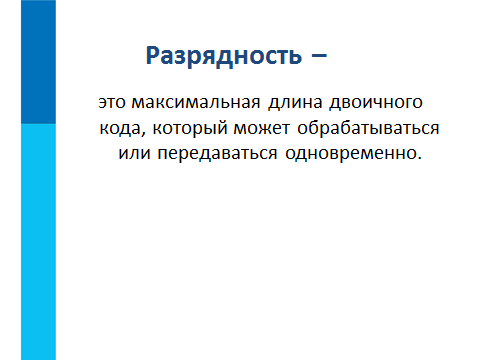 Разрядность –
это максимальная длина двоичного
кода, который может обрабатываться
или передаваться одновременно.